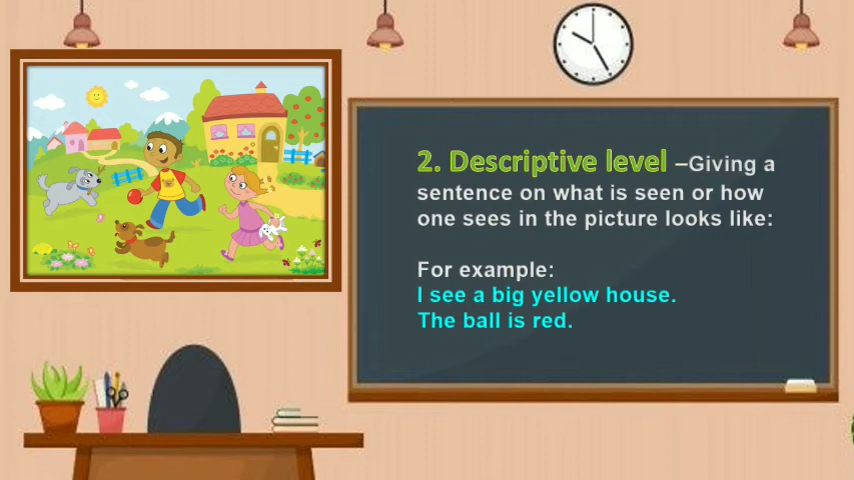 2. Descriptive level –Giving a
sentence on what is seen or how
one sees in the picture looks like:
For example:
I see a big yellow house.
The ball is red.